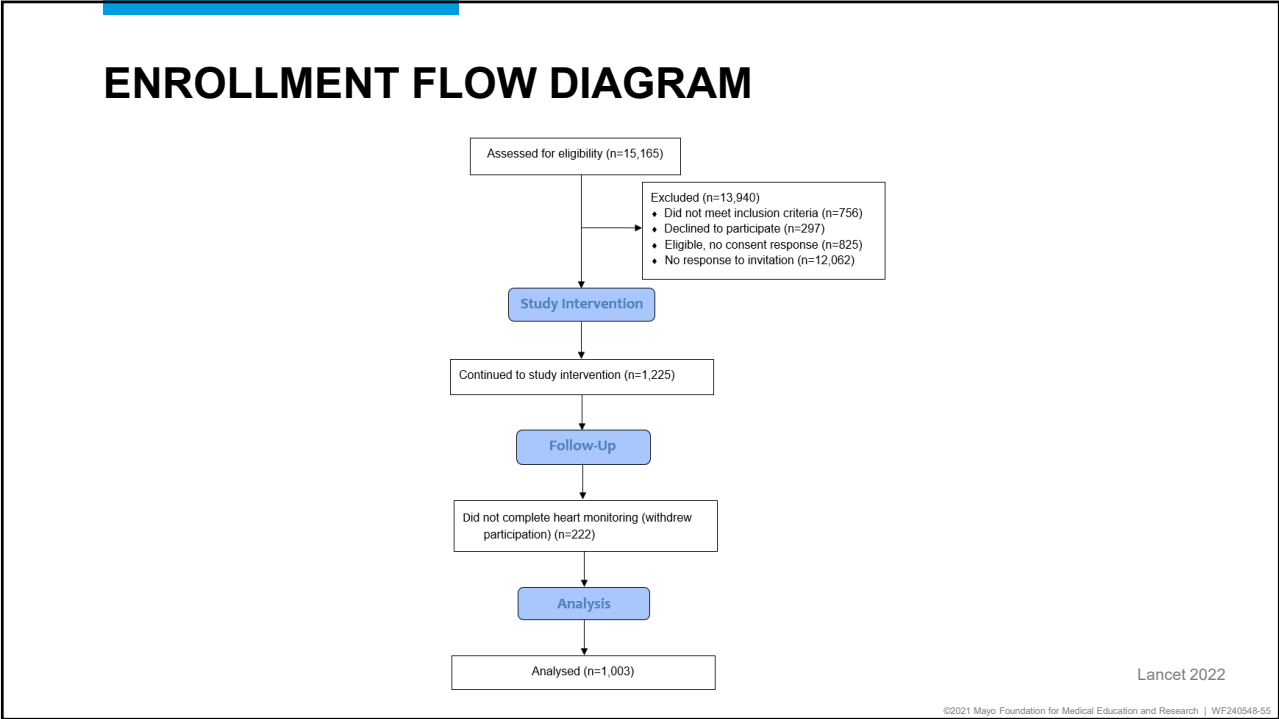 ENROLLMENT FLOW DIAGRAM
Assessed for eligibility (n=15,165)
Excluded (n=13,940)
♦ Did not meet inclusion criteria (n=756)
♦ Declined to participate (n=297)
♦ Eligible, no consent response (n=825)
♦ No response to invitation (n=12,062)
Study Intervention
Continued to study intervention (n=1,225)
Follow-Up
Did not complete heart monitoring (withdrew
participation) (n=222)
Analysis
Analysed (n=1,003)
Lancet 2022
©2021 Mayo Foundation for Medical Education and Research | WF240548-55